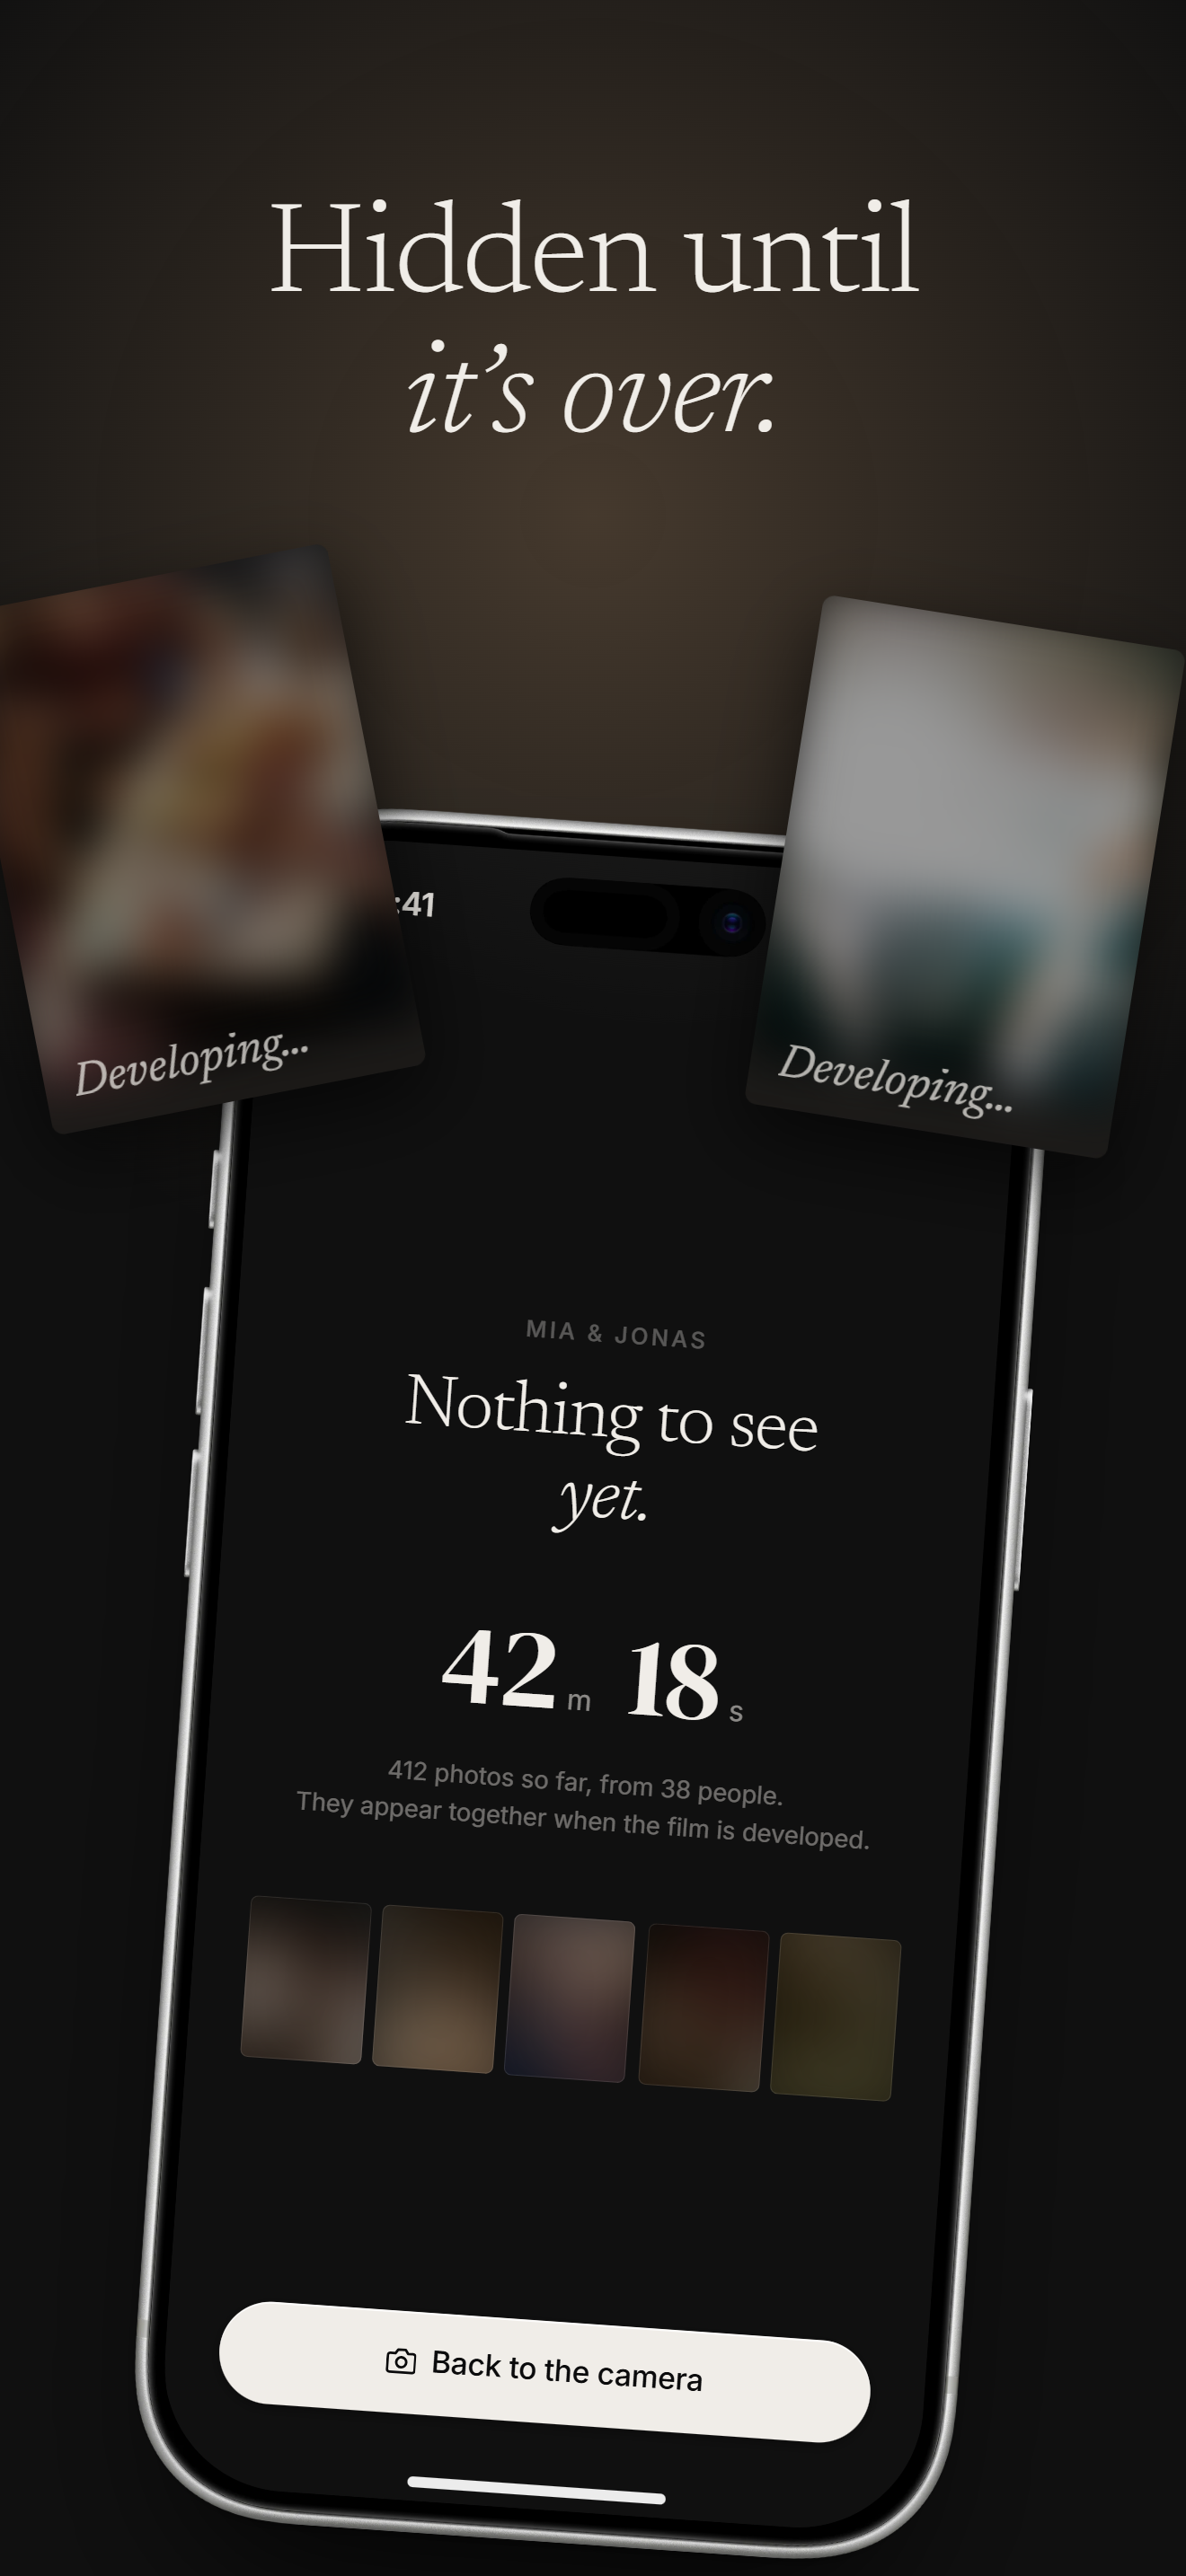 Hidden until
it’s over.
:41
Developing...
Developing...
MIA & JONAS
Nothing to see
yet.
42 m 18 s
412 photos so far, from 38 people.
They appear together when the film is developed.
Back to the camera